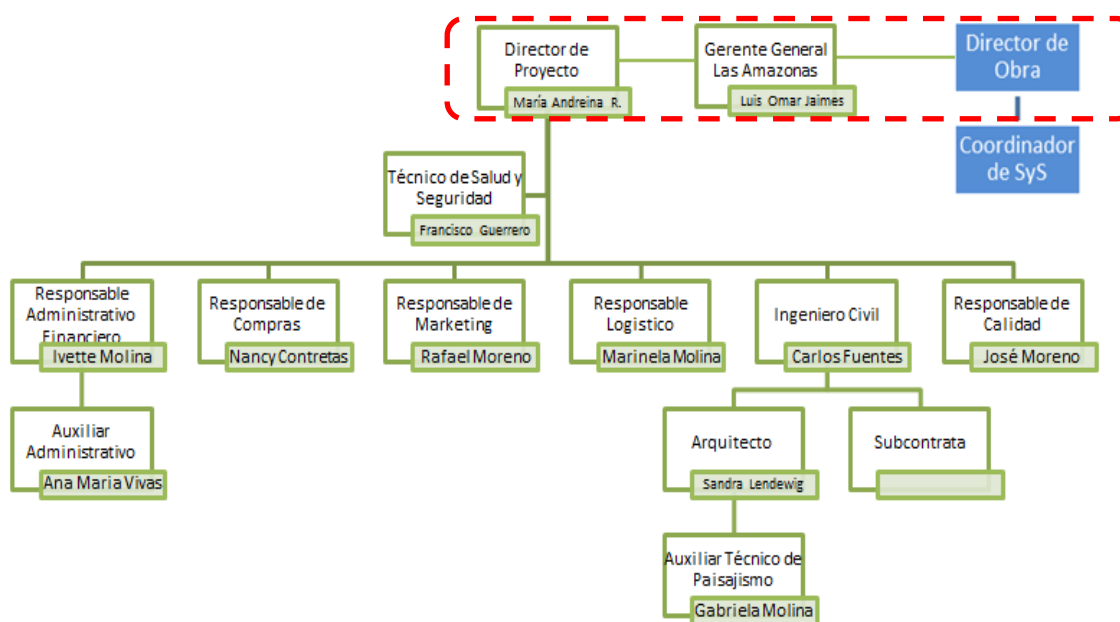 Director de
Proyecto
María Andreina R.
Gerente General
Las Amazonas
Luis Omar Jaimes
Director de
Obra
Coordinador
de SyS
Técnico de Salud y
Seguridad
Francisco Guerrero
Responsable
Administrativo
Financiero
Ivette Molina
Responsable de
Compras
Nancy Contretas
Responsable de
Marketing
Rafael Moreno
Responsable
Logistico
Marinela Molina
Ingeniero Civil
Carlos Fuentes
Responsable de
Calidad
José Moreno
Auxiliar
Administrativo
Ana Maria Vivas
Arquitecto
Sandra Lendewig
Subcontrata
Auxiliar Técnico de
Paisajismo
Gabriela Molina